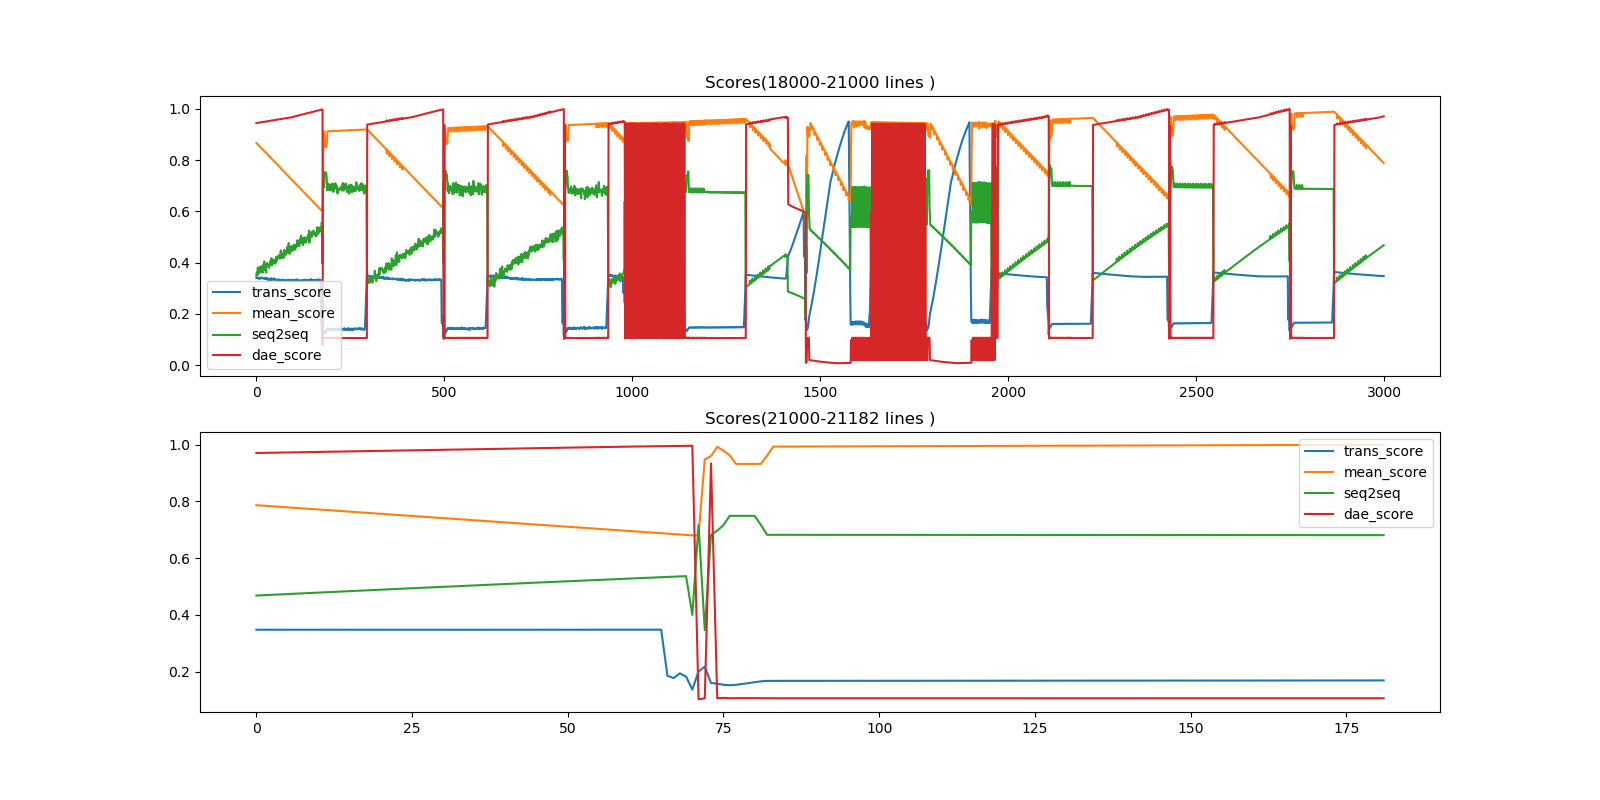 Scores(18000-21000 lines )
1.0
0.8
0.6
0.4
0.2
0.0
trans_score
mean_score
seq2seq
dae_score
0 500 1000 1500 2000 2500 3000
Scores(21000-21182 lines )
1.0
0.8
0.6
0.4
0.2
trans_score
mean_score
seq2seq
dae_score
0 25 50 75 100 125 150 175